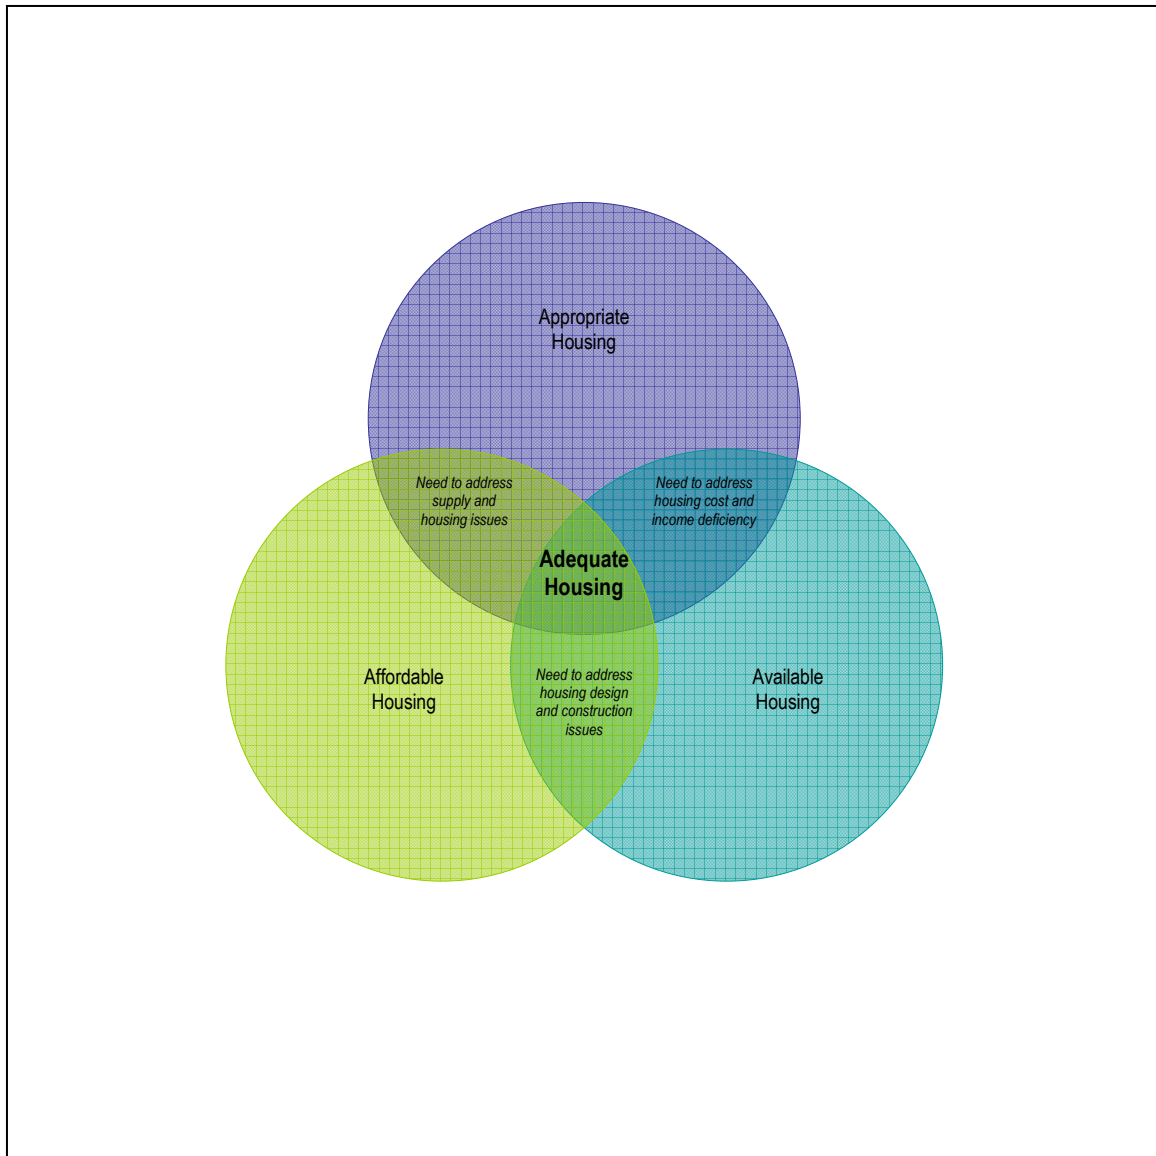 Appropriate
Housing
Need to address
supply and
housing issues
Need to address
housing cost and
income deficiency
Adequate
Housing
Affordable
Housing
Need to address
housing design
and construction
issues
Available
Housing